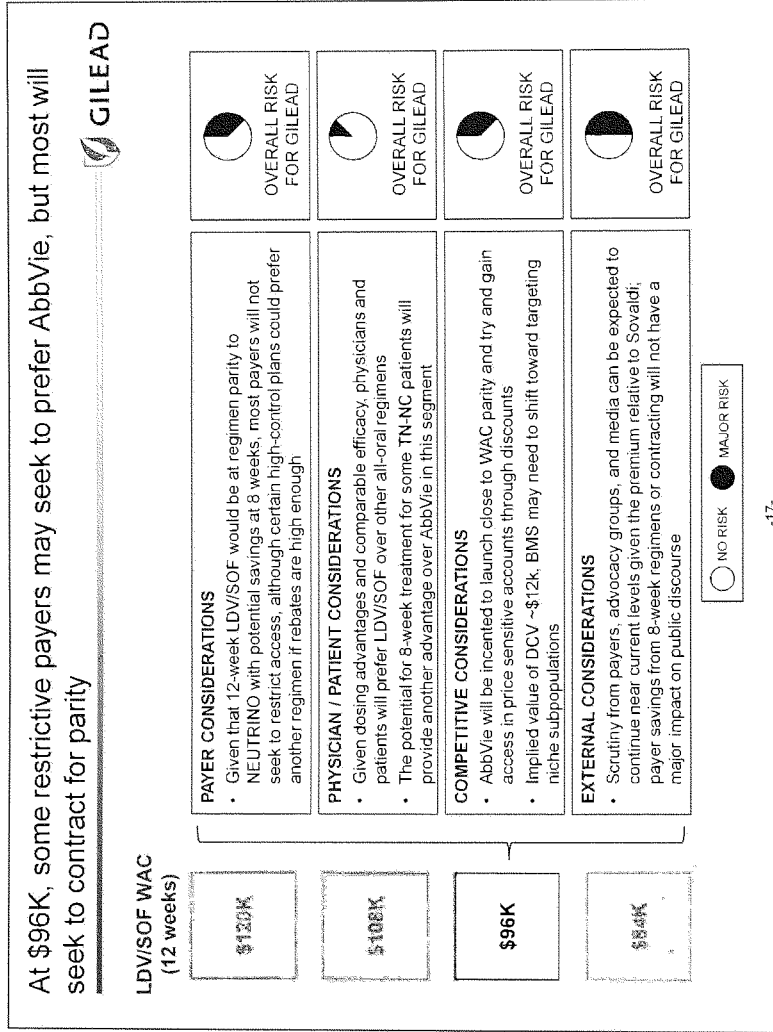 At $96K, some restrictive payers may seek to prefer AbbVie, but most will
seek to contract for parity
GILEAD
LDV/SOF WAC
(12 weeks)
$120K
$108K
$96K
$84K
PAYER CONSIDERATIONS
• Given that 12-week LDV/SOF would be at regimen parity to
NEUTRINO with potential savings at 8 weeks, most payers will not
seek to restrict access, although certain high-control plans could prefer
another regimen if rebates are high enough
OVERALL RISK
FOR GILEAD
PHYSICIAN / PATIENT CONSIDERATIONS
• Given dosing advantages and comparable efficacy, physicians and
patients will prefer LDV/SOF over other all-oral regimens
• The potential for 8-week treatment for some TN-NC patients will
provide another advantage over AbbVie in this segment
OVERALL RISK
FOR GILEAD
COMPETITIVE CONSIDERATIONS
• AbbVie will be incented to launch close to WAC parity and try and gain
access in price sensitive accounts through discounts
• Implied value of DCV ~$12k, BMS may need to shift toward targeting
niche subpopulations
OVERALL RISK
FOR GILEAD
EXTERNAL CONSIDERATIONS
• Scrutiny from payers, advocacy groups, and media can be expected to
continue near current levels given the premium relative to Sovaldi;
payer savings from 8-week regimens or contracting will not have a
major impact on public discourse
OVERALL RISK
FOR GILEAD
NO RISK
MAJOR RISK
-17-